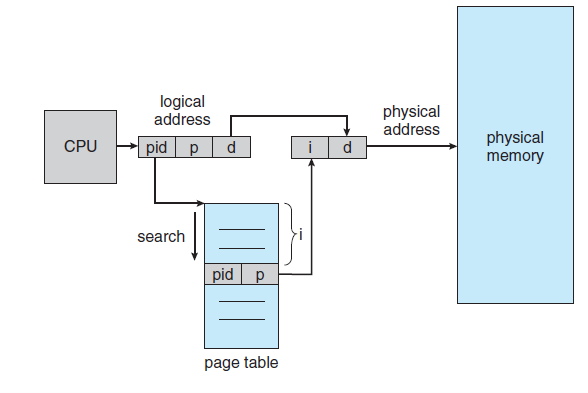 logical
address
physical
address
CPU
pid p d
i d
physical
memory
search
i
pid p
page table